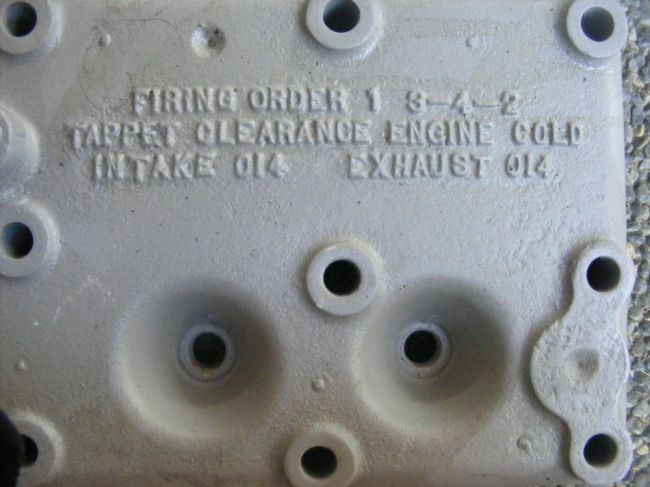 FIRING ORDER 1 3-4-2
TAPPET CLEARANCE ENGINE COLD
INTAKE 014 EXHAUST 014